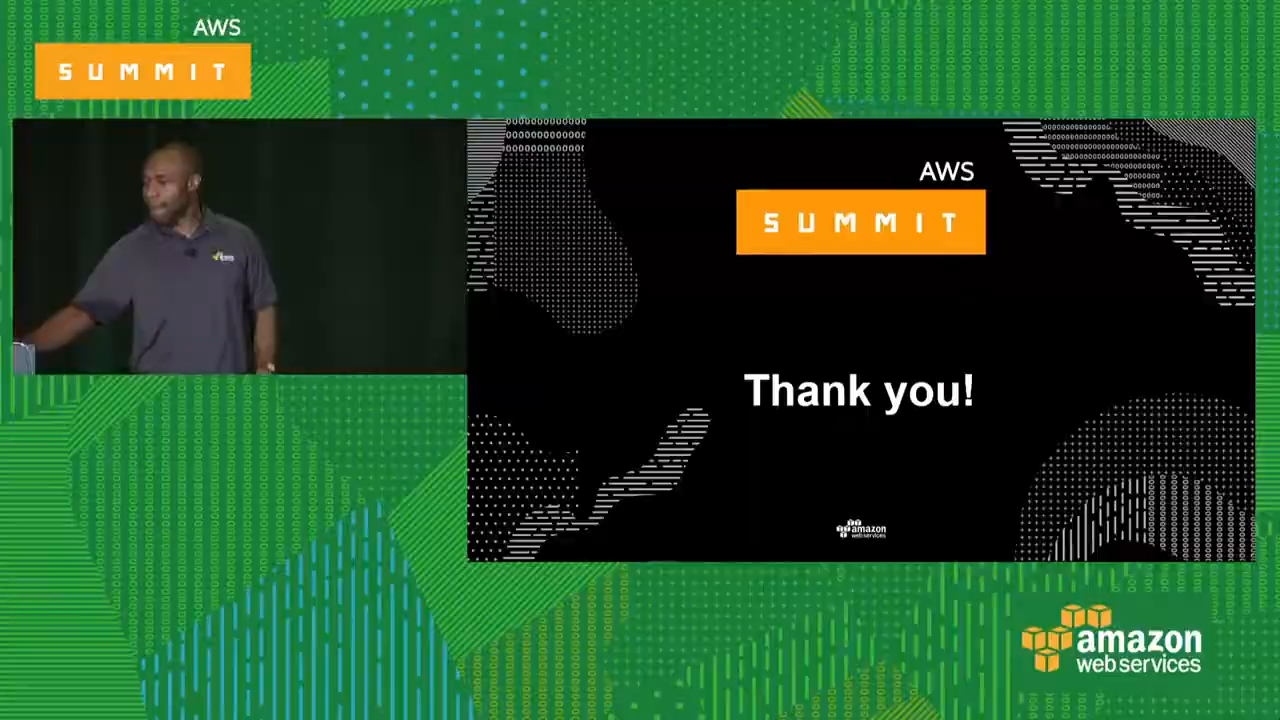 AWS
SUMMIT
AWS
SUMMIT
Thank you!
amazon
web services
amazon
web services